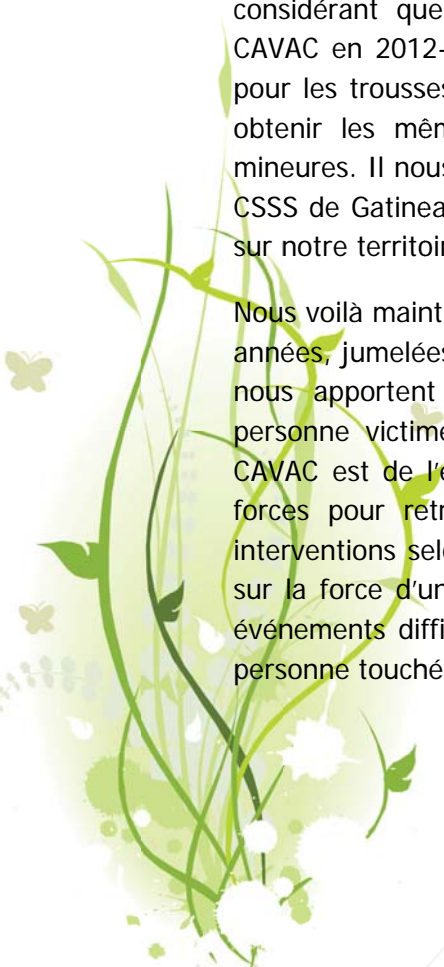 considérant que
CAVAC en 2012-
pour les trousses
obtenir les mêm
mineures. Il nous
CSSS de Gatinea
sur notre territoir
Nous voilà maint
années, jumelées
nous apportent
personne victime
CAVAC est de l'e
forces pour retr
interventions sel
sur la force d'un
événements diffi
personne touché